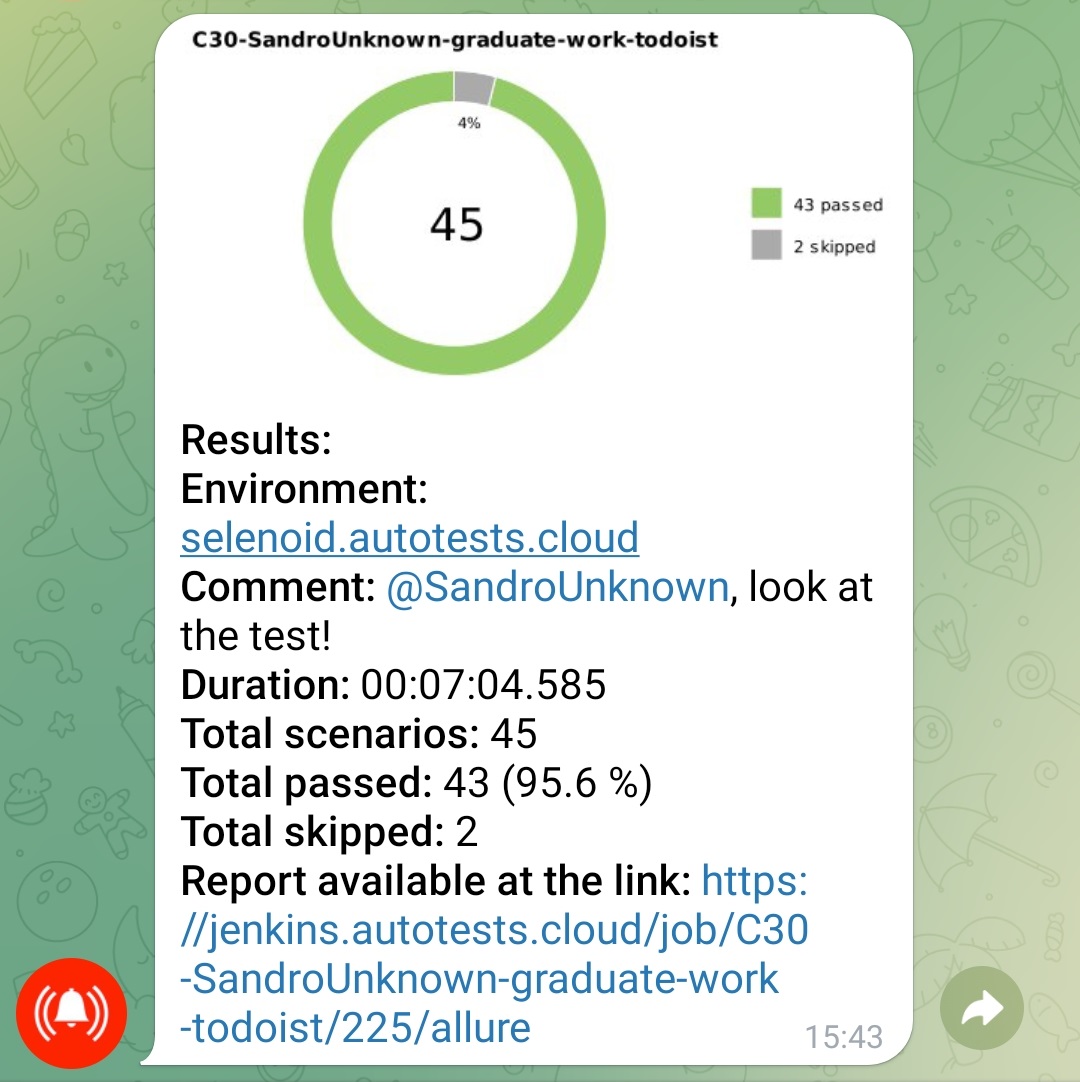 C30-SandroUnknown-graduate-work-todoist
4%
45
43 passed
2 skipped
Results:
Environment:
selenoid.autotests.cloud
Comment: @SandroUnknown, look at
the test!
Duration: 00:07:04.585
Total scenarios: 45
Total passed: 43 (95.6 %)
Total skipped: 2
Report available at the link: https:
//jenkins.autotests.cloud/job/C30
-SandroUnknown-graduate-work
-todoist/225/allure
15:43